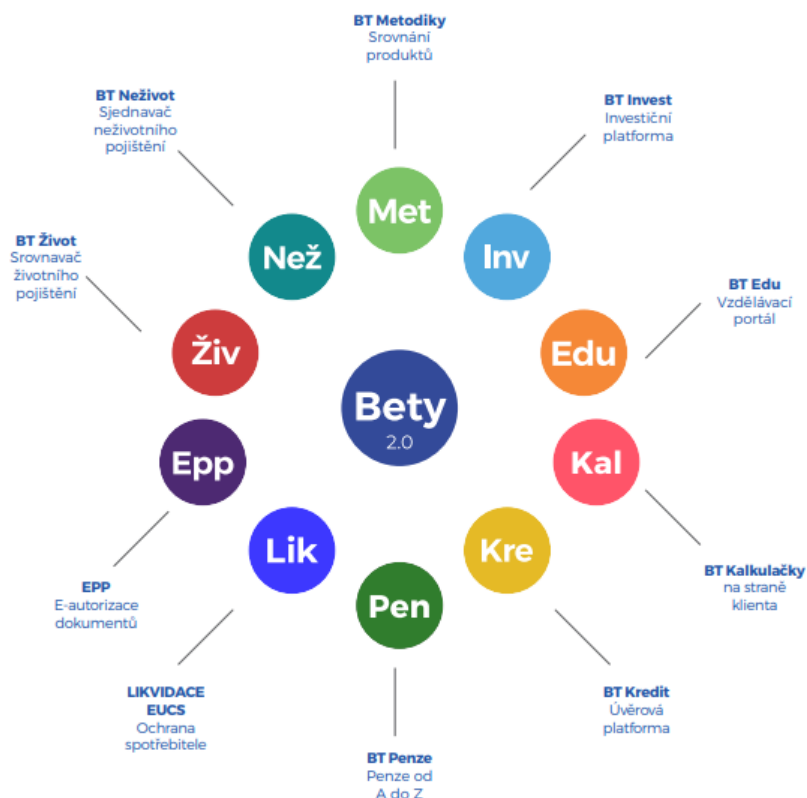 BT Metodiky
Srovnání
produktů
BT Neživot
Sjednavač
neživotního
pojištění
BT Invest
Investiční
platforma
Met
Než
Inv
BT Život
Srovnavač
životního
pojištění
BT Edu
Vzdělávací
portál
Živ
Edu
Bety
2.0
Epp
Kal
Lik
Kre
Pen
EPP
E-autorizace
dokumentů
BT Kalkulačky
na straně
klienta
LIKVIDACE
EUCS
Ochrana
spotřebitele
BT Kredit
Úvěrová
platforma
BT Penze
Penze od
A do Z